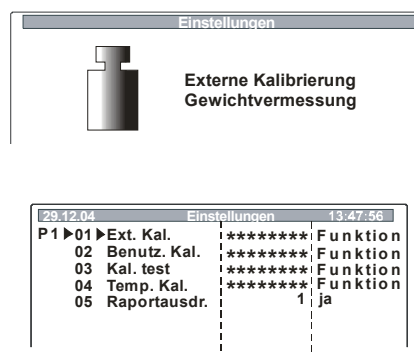 Einstellungen
Externe Kalibrierung
Gewichtvermessung
29.12.04 Einstellungen 13:47:56
P1 01 Ext. Kal. ******** Funktion
02 Benutz. Kal. ******** Funktion
03 Kal. test ******** Funktion
04 Temp. Kal. ******** Funktion
05 Raportausdr. 1 ja